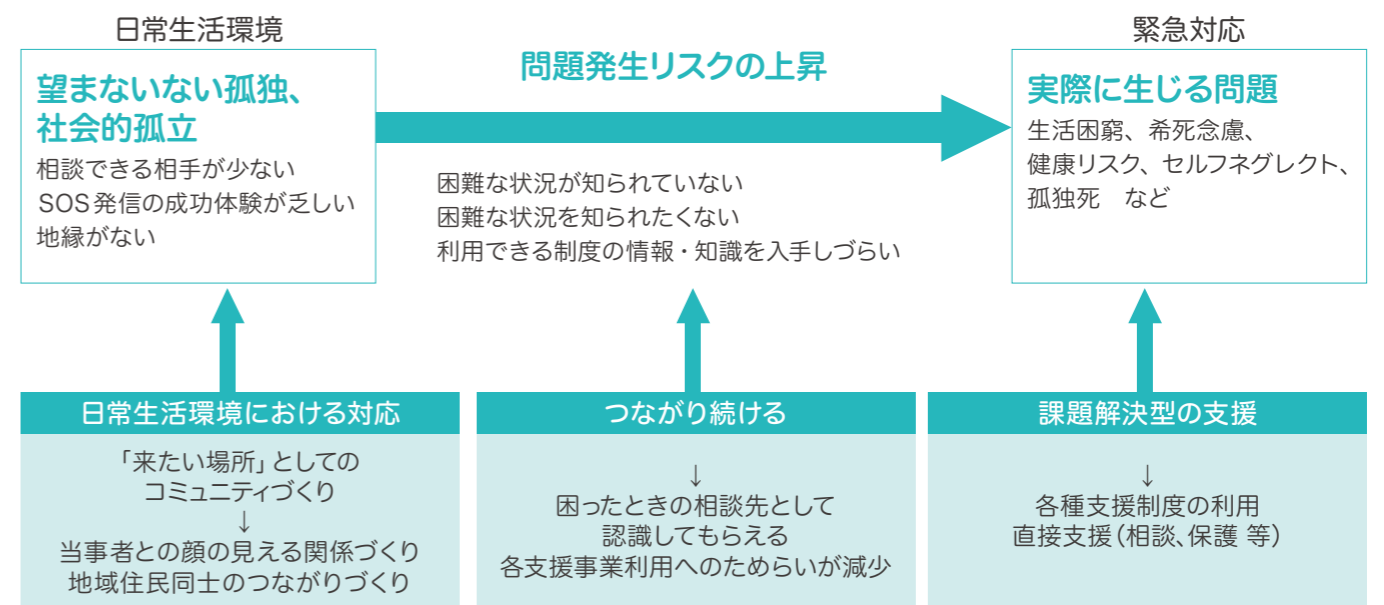 日常生活環境
望まないない孤独、
社会的孤立
相談できる相手が少ない
SOS発信の成功体験が乏しい
地縁がない
問題発生リスクの上昇
困難な状況が知られていない
困難な状況を知られたくない
利用できる制度の情報・知識を入手しづらい
緊急対応
実際に生じる問題
生活困窮、希死念慮、
健康リスク、セルフネグレクト、
孤独死　など
日常生活環境における対応
「来たい場所」としての
コミュニティづくり
↓
当事者との顔の見える関係づくり
地域住民同士のつながりづくり
つながり続ける
↓
困ったときの相談先として
認識してもらえる
各支援事業利用へのためらいが減少
課題解決型の支援
↓
各種支援制度の利用
直接支援(相談、保護 等)